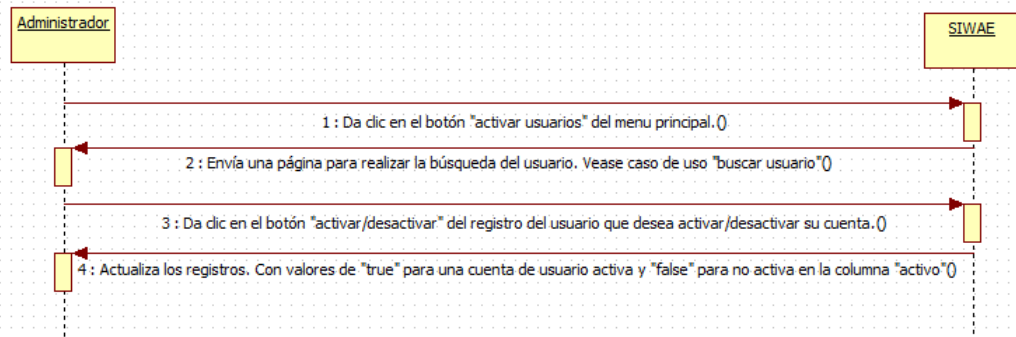 Administrador
SIWAE
1 : Da clic en el botón "activar usuarios" del menu principal.()
2 : Envía una página para realizar la búsqueda del usuario. Vease caso de uso "buscar usuario"()
3 : Da clic en el botón "activar/desactivar" del registro del usuario que desea activar/desactivar su cuenta.()
4 : Actualiza los registros. Con valores de "true" para una cuenta de usuario activa y "false" para no activa en la columna "activo"()